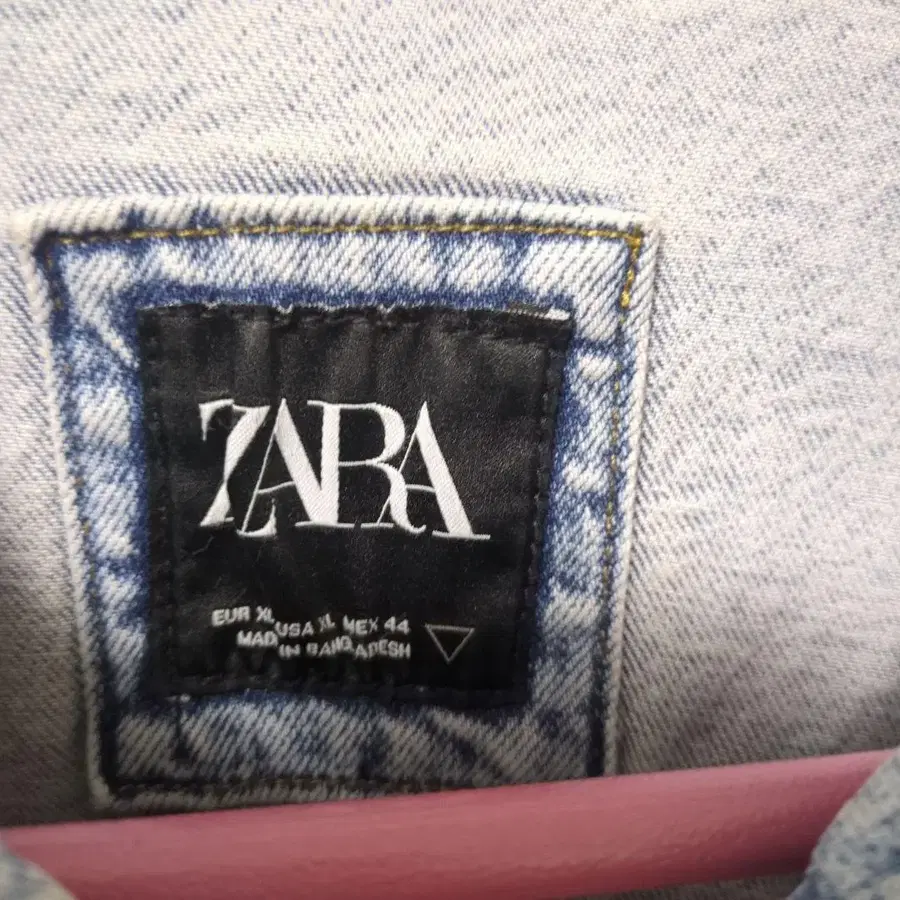 ZARA
EUR XL USA XL MEX 44
MADE IN BANGLADESH